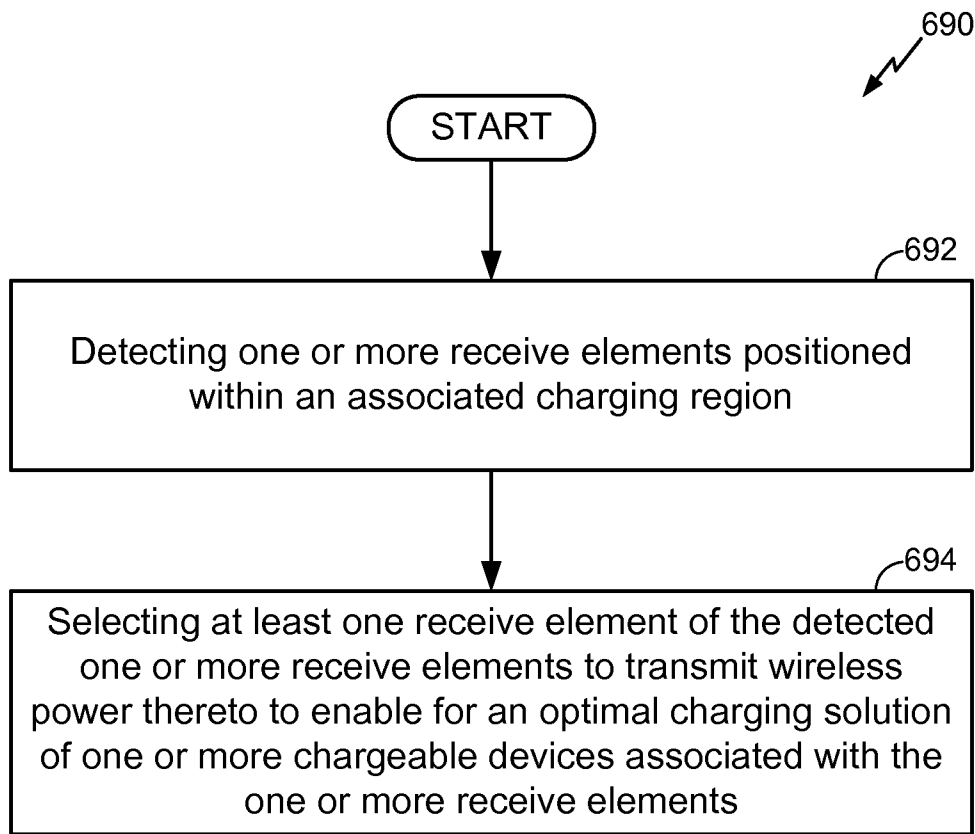 690
START
692
Detecting one or more receive elements positioned
within an associated charging region
694
Selecting at least one receive element of the detected
one or more receive elements to transmit wireless
power thereto to enable for an optimal charging solution
of one or more chargeable devices associated with the
one or more receive elements